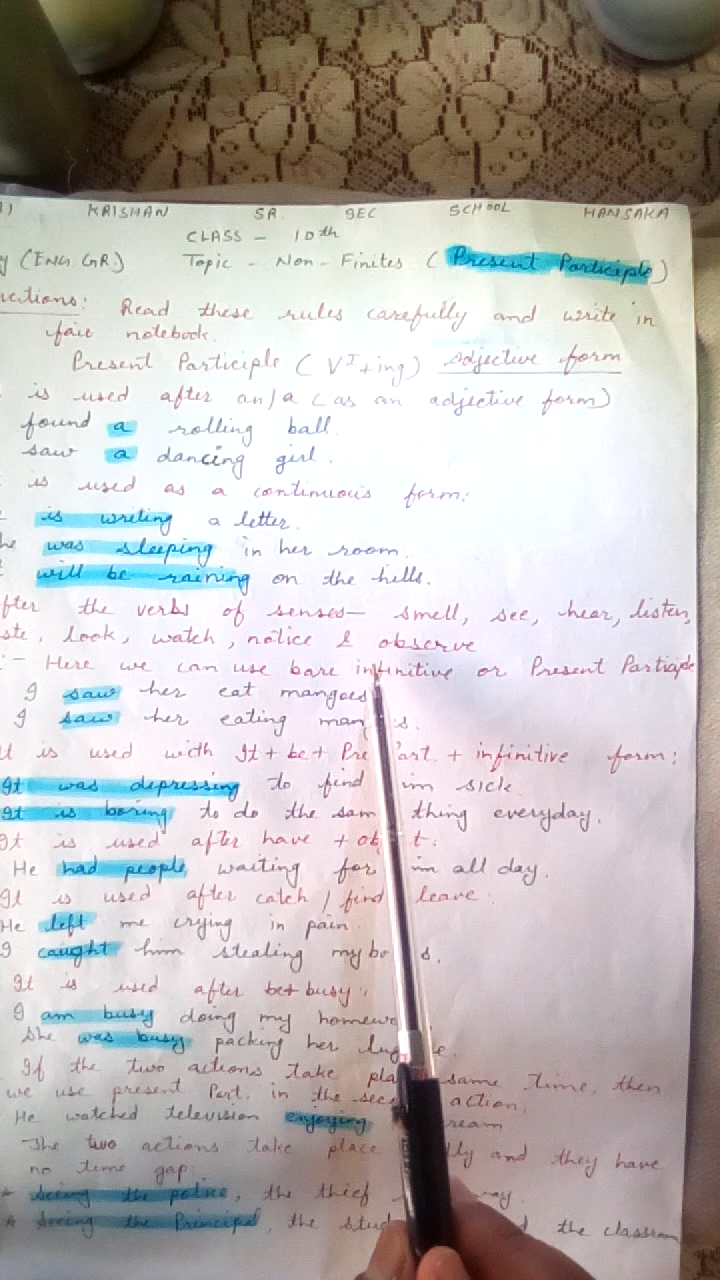 KRISHAN SR. SEC SCHOOL HANSAKA
CLASS - 10th
(ENG. GR.) Topic - Non - Finites (Present Participle)
Read these rules carefully and write in
fair notebook.
Present Participle (V I + ing) adjective form
is used after an/a (as an adjective form)
found a rolling ball.
saw a dancing girl.
is used as a continuous form:
is writing a letter.
was sleeping in her room.
will be raining on the hills.
the verbs of senses — smell, see, hear, listen,
look, watch, notice & observe
:- Here we can use bare infinitive or Present Participle
I saw her eat mangoes
I saw her eating
is used with It + be + + infinitive form:
It was depressing to find sick.
It is boring to do the thing everyday.
It is used after have +
He had people waiting for all day.
It is used after catch / find leave.
He left me crying in pain.
I caught him stealing my
It is used after be + busy:
I am busy doing my
She was busy packing her
If the two actions take same time, then
we use present Part. in the action.
He watched television enjoying
The two actions take place and they have
no time gap.
Seeing the police, the thief
Seeing the Principal, the the classroom